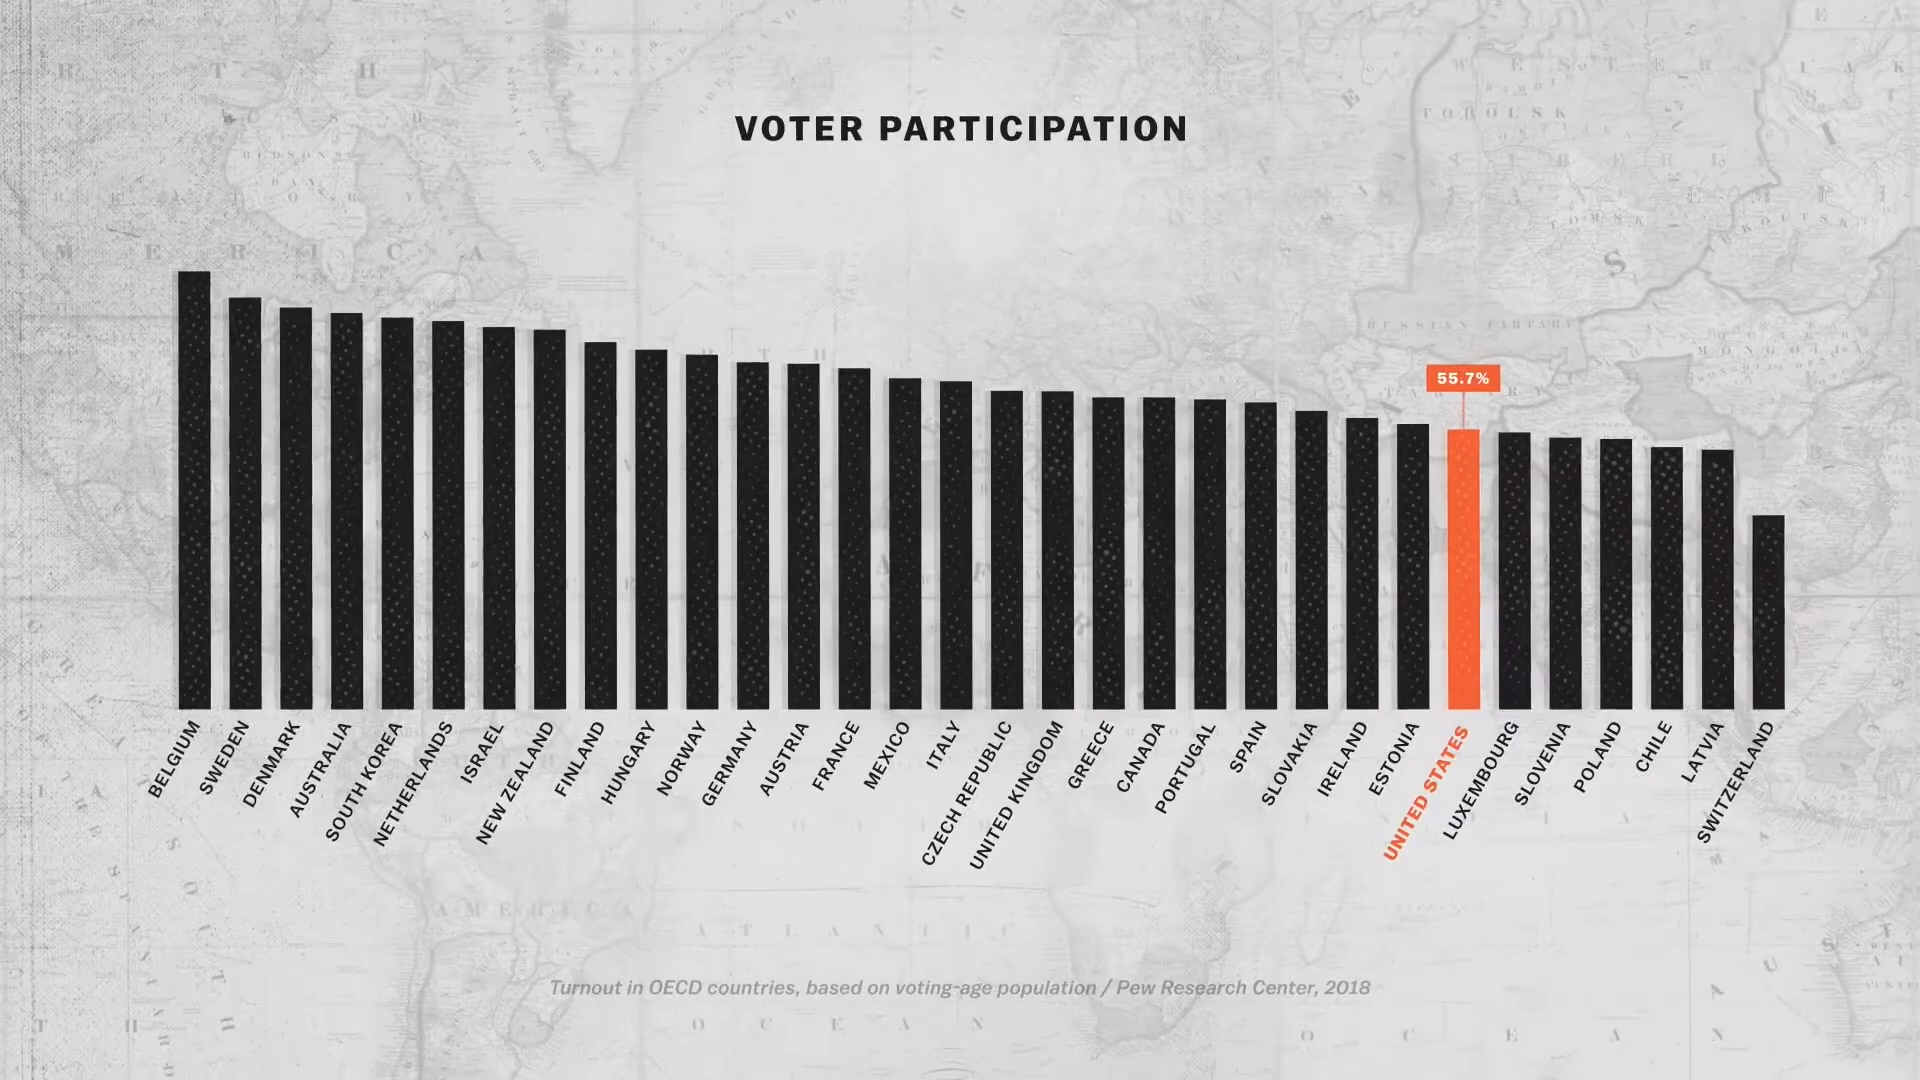 VOTER PARTICIPATION
55.7%
BELGIUM
SWEDEN
DENMARK
AUSTRALIA
SOUTH KOREA
NETHERLANDS
ISRAEL
NEW ZEALAND
FINLAND
HUNGARY
NORWAY
GERMANY
AUSTRIA
FRANCE
MEXICO
ITALY
CZECH REPUBLIC
UNITED KINGDOM
GREECE
CANADA
PORTUGAL
SPAIN
SLOVAKIA
IRELAND
ESTONIA
UNITED STATES
LUXEMBOURG
SLOVENIA
POLAND
CHILE
LATVIA
SWITZERLAND
Turnout in OECD countries, based on voting-age population / Pew Research Center, 2018